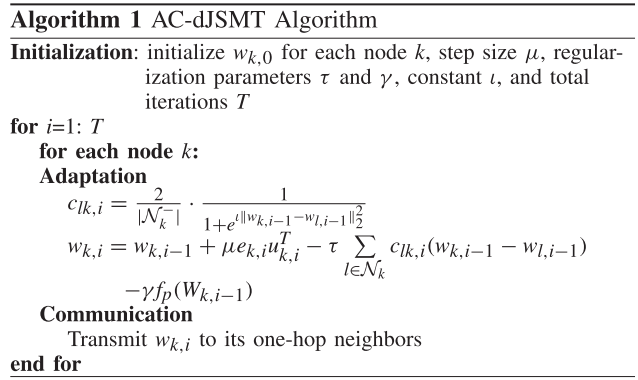 Algorithm 1 AC-dJSMT Algorithm
Initialization: initialize $w_{k,0}$ for each node $k$, step size $\mu$, regular-
ization parameters $\tau$ and $\gamma$, constant $\iota$, and total
iterations $T$
for $i$=1: $T$
for each node $k$:
Adaptation
$c_{lk,i} = \frac{2}{|\mathcal{N}_k^-|} \cdot \frac{1}{1+e^{\iota \|w_{k,i-1}-w_{l,i-1}\|_2^2}}$
$w_{k,i} = w_{k,i-1} + \mu e_{k,i} u_{k,i}^T - \tau \sum_{l \in \mathcal{N}_k} c_{lk,i}(w_{k,i-1} - w_{l,i-1})$
$-\gamma f_p(W_{k,i-1})$
Communication
Transmit $w_{k,i}$ to its one-hop neighbors
end for